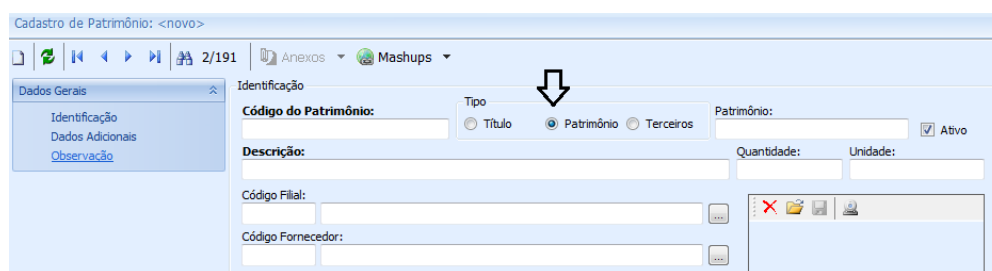 Cadastro de Patrimônio: <novo>
2/191 Anexos Mashups
Dados Gerais
Identificação
Dados Adicionais
Observação
Identificação
Código do Patrimônio:
Tipo
Título Patrimônio Terceiros
Patrimônio:
Ativo
Descrição:
Quantidade:
Unidade:
Código Filial:
...
Código Fornecedor:
...